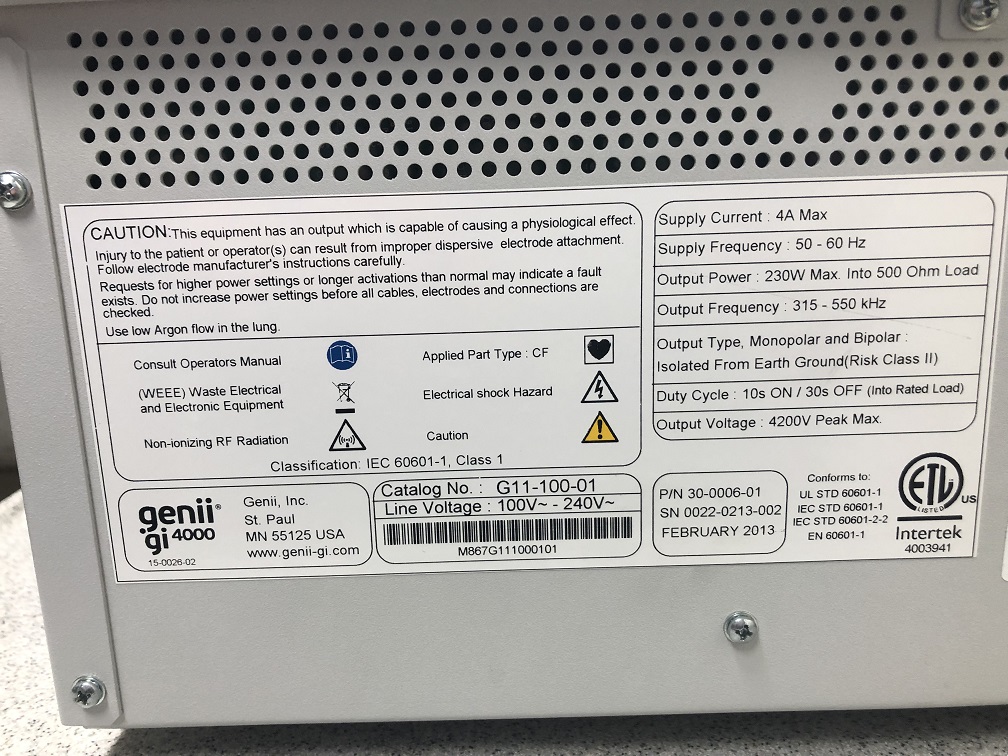 CAUTION: This equipment has an output which is capable of causing a physiological effect.
Injury to the patient or operator(s) can result from improper dispersive electrode attachment.
Follow electrode manufacturer's instructions carefully.
Requests for higher power settings or longer activations than normal may indicate a fault
exists. Do not increase power settings before all cables, electrodes and connections are
checked.
Use low Argon flow in the lung.
Consult Operators Manual
Applied Part Type : CF
(WEEE) Waste Electrical
and Electronic Equipment
Electrical shock Hazard
Non-ionizing RF Radiation
Caution
Classification: IEC 60601-1, Class 1
Supply Current : 4A Max
Supply Frequency : 50 - 60 Hz
Output Power : 230W Max. Into 500 Ohm Load
Output Frequency : 315 - 550 kHz
Output Type, Monopolar and Bipolar :
Isolated From Earth Ground(Risk Class II)
Duty Cycle : 10s ON / 30s OFF (Into Rated Load)
Output Voltage : 4200V Peak Max.
genii®
gi 4000
15-0026-02
Genii, Inc.
St. Paul
MN 55125 USA
www.genii-gi.com
Catalog No. : G11-100-01
Line Voltage : 100V~ - 240V~
M867G111000101
P/N 30-0006-01
SN 0022-0213-002
FEBRUARY 2013
Conforms to:
UL STD 60601-1
IEC STD 60601-1
IEC STD 60601-2-2
EN 60601-1
ETL
LISTED
US
Intertek
4003941